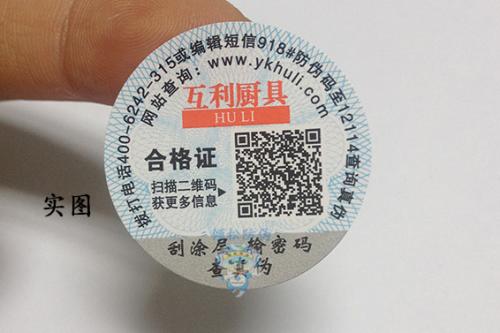 拨打电话400-6242-315或编辑短信918#防伪码至12114查询真伪
网站查询:www.ykhuli.com
互利厨具
HU LI
合格证
扫描二维码
获更多信息
刮涂层 输密码
查真伪
实图